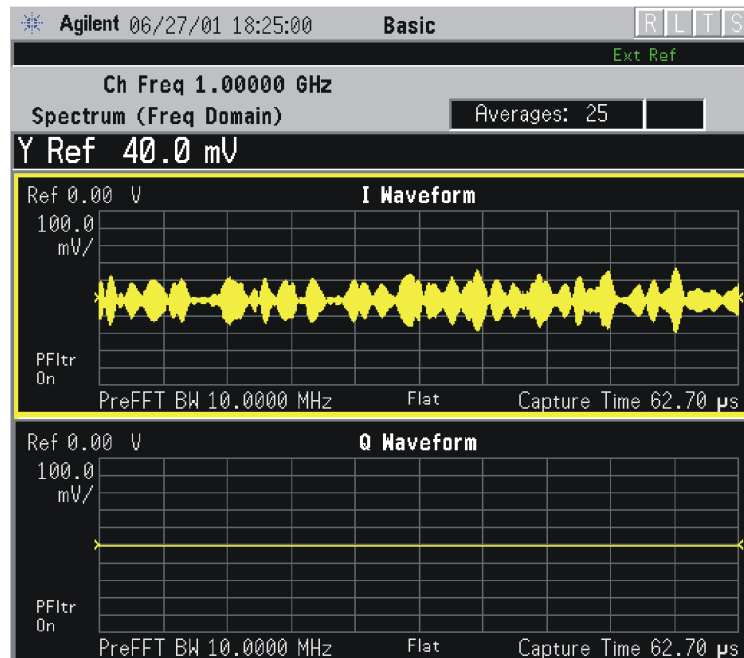 Agilent 06/27/01 18:25:00 Basic R L T S
Ext Ref
Ch Freq 1.00000 GHz
Spectrum (Freq Domain) Averages: 25
Y Ref 40.0 mV
Ref 0.00 V I Waveform
100.0
mV/
PFltr
On
PreFFT BW 10.0000 MHz Flat Capture Time 62.70 µs
Ref 0.00 V Q Waveform
100.0
mV/
PFltr
On
PreFFT BW 10.0000 MHz Flat Capture Time 62.70 µs